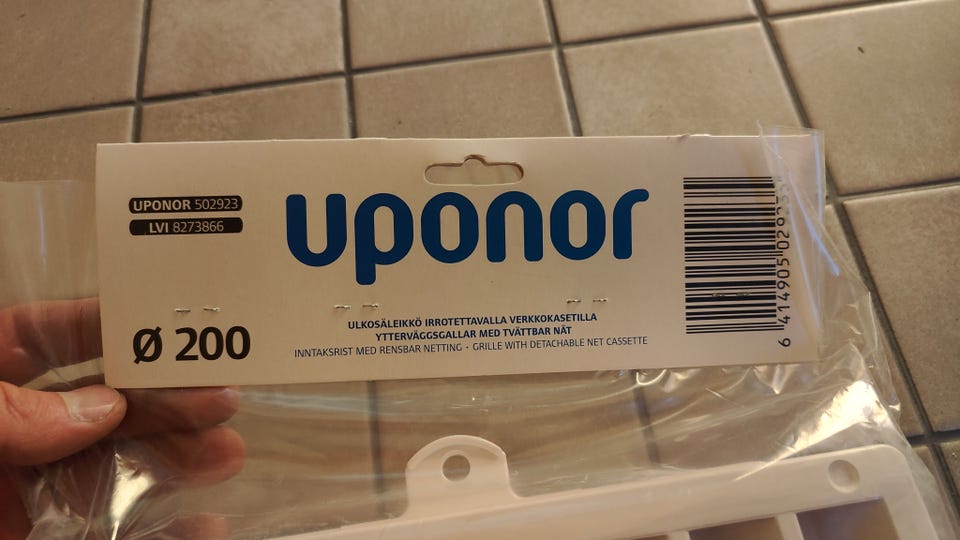 UPONOR 502923
LVI 8273866
uponor
Ø 200
ULKOSÄLEIKKÖ IRROTETTAVALLA VERKKOKASETILLA
YTTERVÄGGSGALLAR MED TVÄTTBAR NÄT
INNTAKSRIST MED RENSBAR NETTING · GRILLE WITH DETACHABLE NET CASSETTE